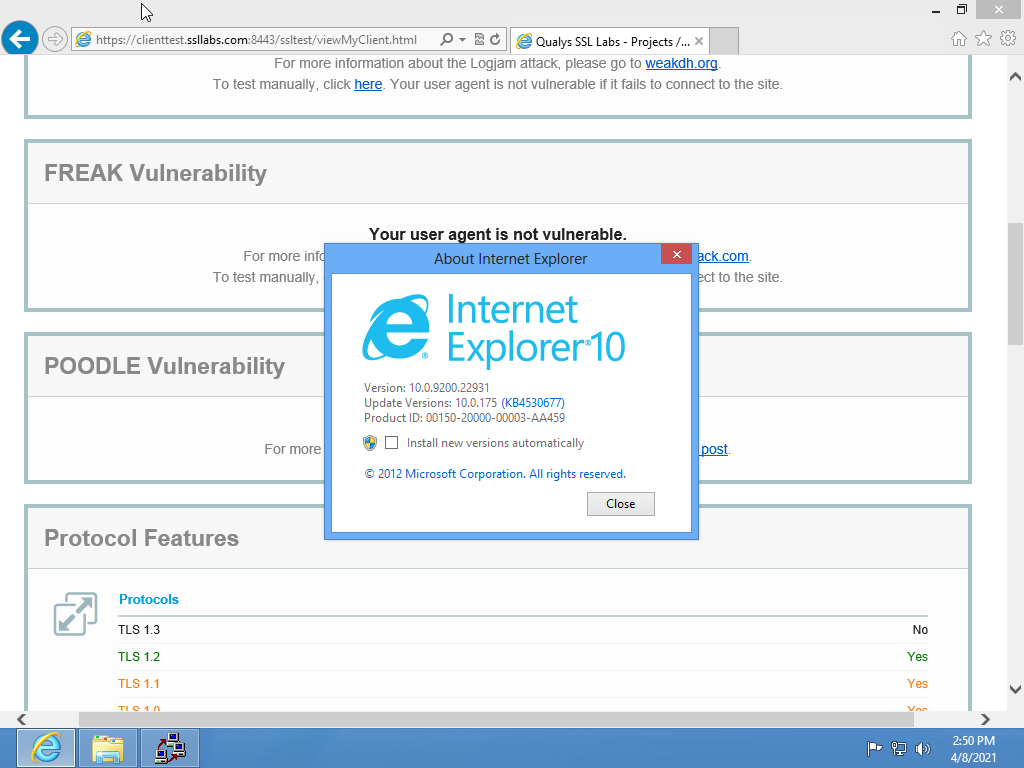 https://clienttest.ssllabs.com:8443/ssltest/viewMyClient.html
Qualys SSL Labs - Projects /...
For more information about the Logjam attack, please go to weakdh.org.
To test manually, click here. Your user agent is not vulnerable if it fails to connect to the site.
FREAK Vulnerability
Your user agent is not vulnerable.
For more info
ack.com.
To test manually,
ect to the site.
About Internet Explorer
Internet
Explorer®10
Version: 10.0.9200.22931
Update Versions: 10.0.175 (KB4530677)
Product ID: 00150-20000-00003-AA459
Install new versions automatically
© 2012 Microsoft Corporation. All rights reserved.
Close
POODLE Vulnerability
For more
post.
Protocol Features
Protocols
TLS 1.3 No
TLS 1.2 Yes
TLS 1.1 Yes
TLS 1.0 Yes
2:50 PM
4/8/2021